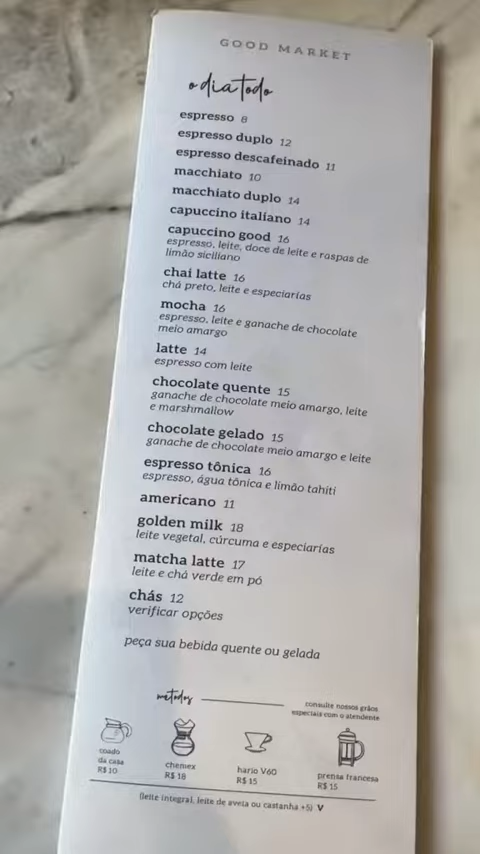 GOOD MARKET
o dia todo
espresso 8
espresso duplo 12
espresso descafeinado 11
macchiato 10
macchiato duplo 14
capuccino italiano 14
capuccino good 16
espresso, leite, doce de leite e raspas de
limão siciliano
chai latte 16
chá preto, leite e especiarias
mocha 16
espresso, leite e ganache de chocolate
meio amargo
latte 14
espresso com leite
chocolate quente 15
ganache de chocolate meio amargo, leite
e marshmallow
chocolate gelado 15
ganache de chocolate meio amargo e leite
espresso tônica 16
espresso, água tônica e limão tahiti
americano 11
golden milk 18
leite vegetal, cúrcuma e especiarias
matcha latte 17
leite e chá verde em pó
chás 12
verificar opções
peça sua bebida quente ou gelada
métodos
consulte nossos grãos
especiais com o atendente
coado
da casa
R$ 10
chemex
R$ 18
hario V60
R$ 15
prensa francesa
R$ 15
(leite integral, leite de aveia ou castanha +5) V